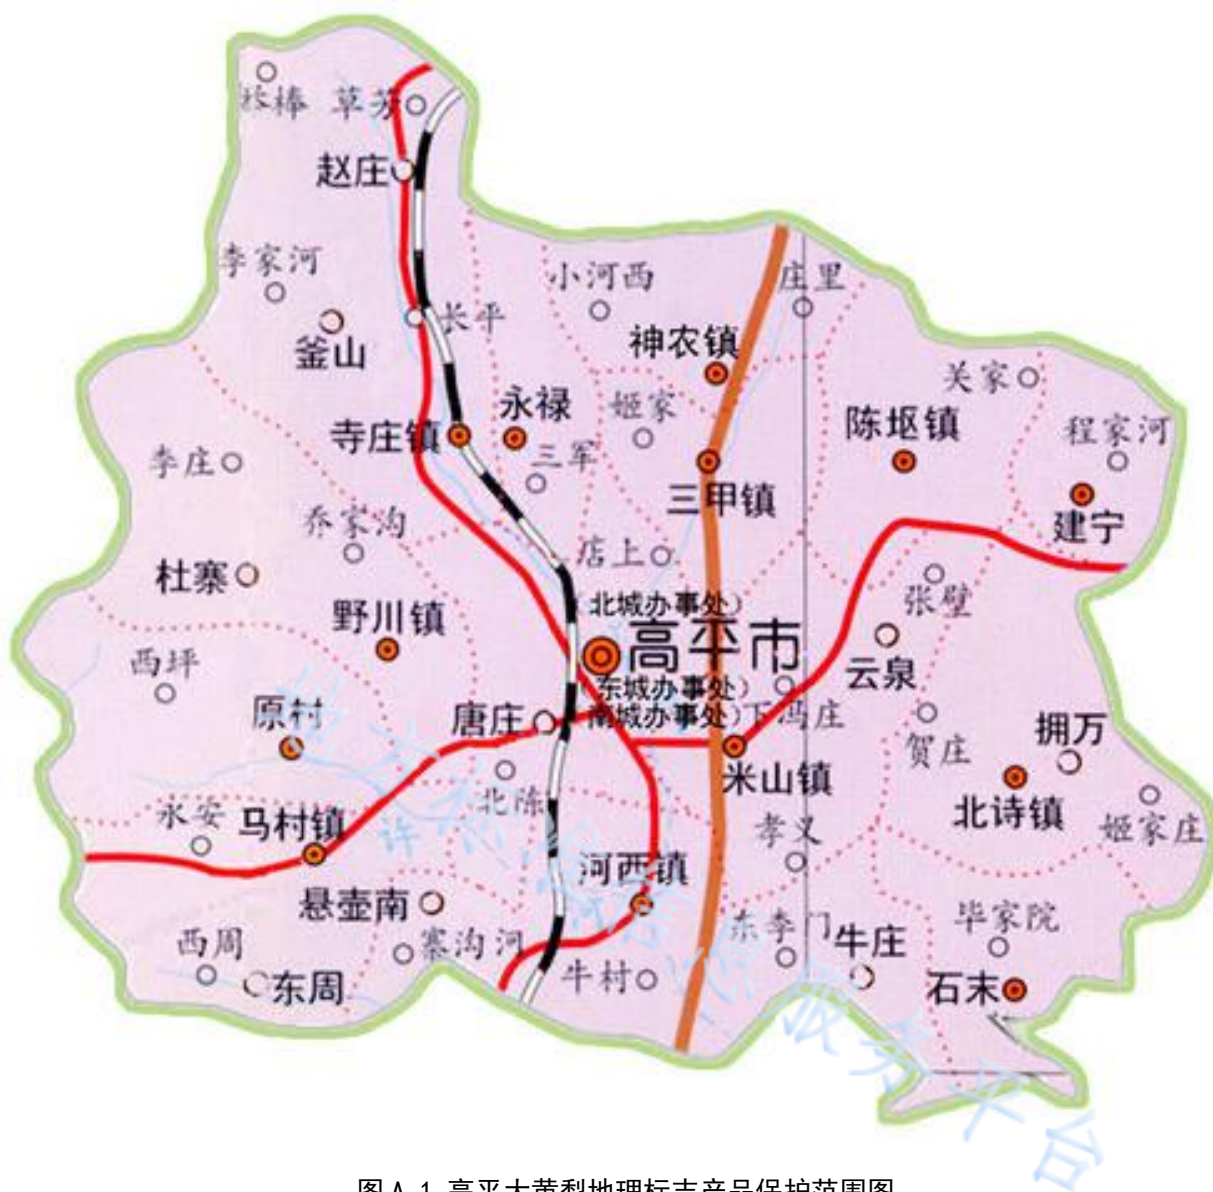 棒
草芳
赵庄
李家河
小河西
庄里
釜山
长平
神农镇
关家
永禄
姬家
陈堀镇
程家河
寺庄镇
三军
李庄
三甲镇
建宁
乔家沟
店上
杜寨
张壁
(北城办事处)
野川镇
高平市
云泉
西坪
(东城办事处)
原村
唐庄
南城办事处)下冯庄
贺庄
拥万
米山镇
北诗镇
永安
马村镇
北陈
孝义
姬家庄
河西镇
悬壶南
东李门
毕家院
西周
寨沟河
牛庄
东周
牛村
石末
服务平台
图 A.1 高平大黄梨地理标志产品保护范围图